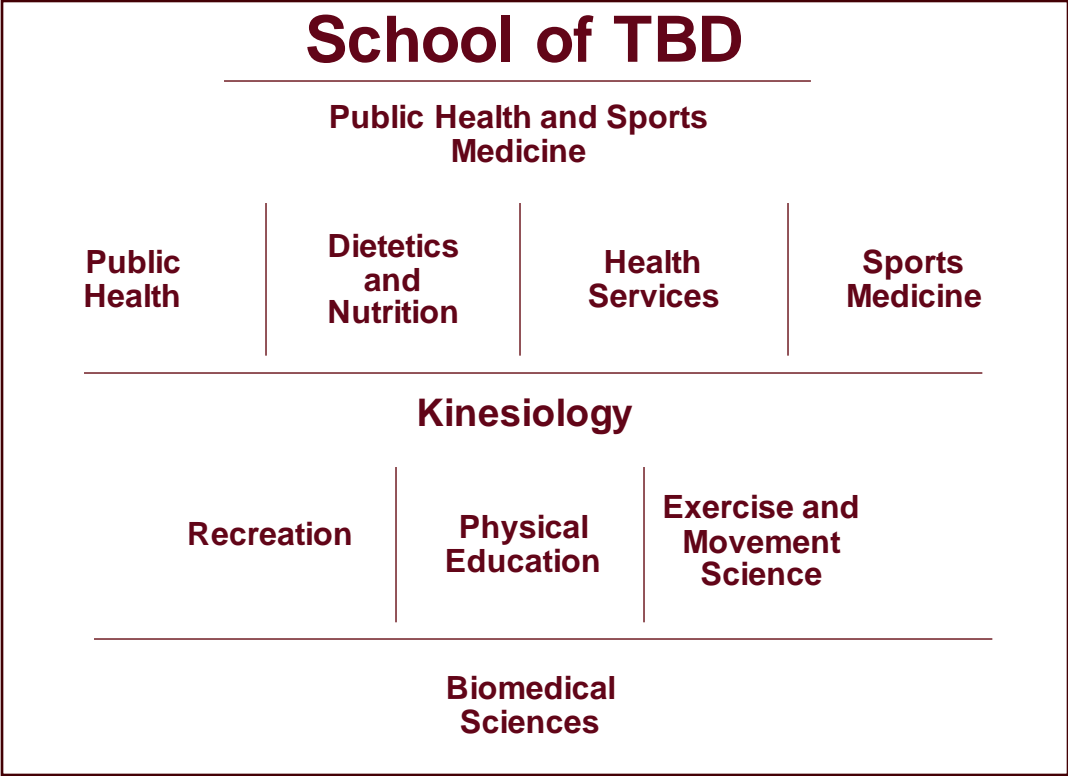 School of TBD
Public Health and Sports
Medicine
Public
Health
Dietetics
and
Nutrition
Health
Services
Sports
Medicine
Kinesiology
Recreation
Physical
Education
Exercise and
Movement
Science
Biomedical
Sciences